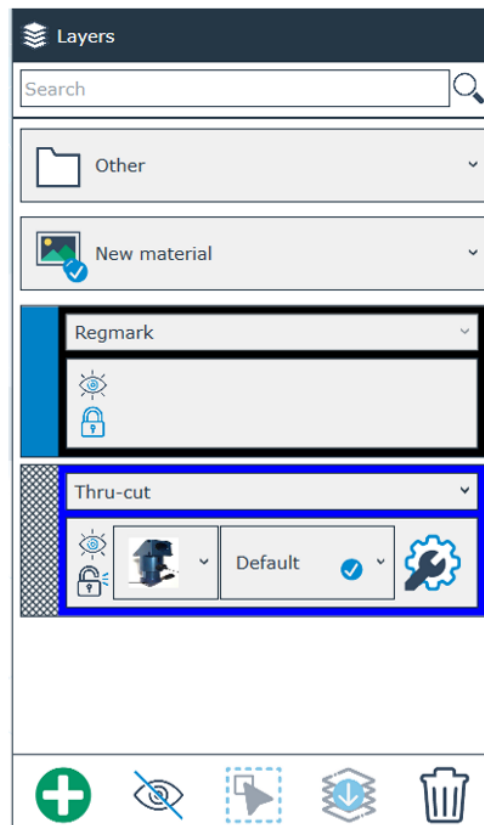 Layers
Search
Other
New material
Regmark
Thru-cut
Default